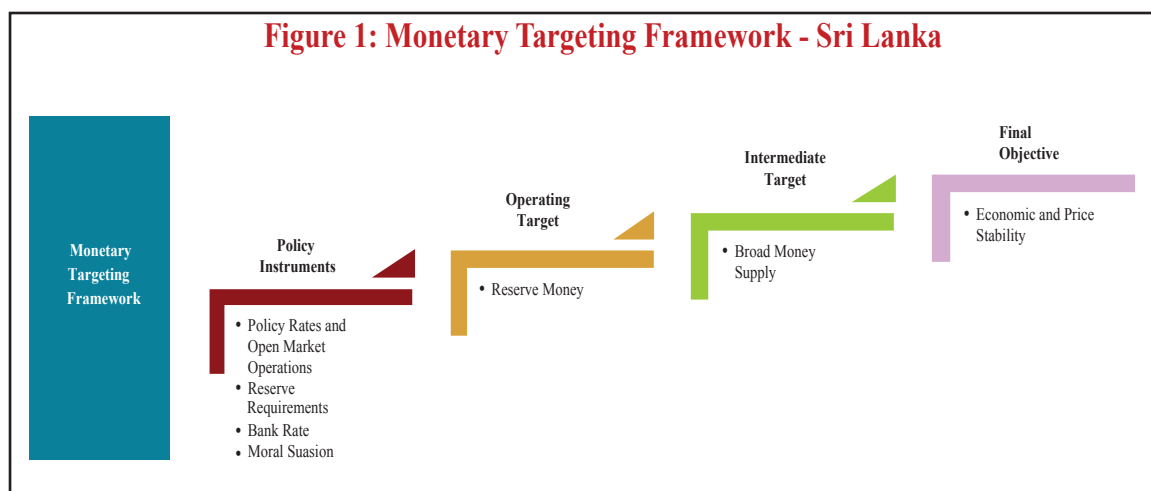 Figure 1: Monetary Targeting Framework - Sri Lanka
Monetary
Targeting
Framework
Policy
Instruments
• Policy Rates and
Open Market
Operations
• Reserve
Requirements
• Bank Rate
• Moral Suasion
Operating
Target
• Reserve Money
Intermediate
Target
• Broad Money
Supply
Final
Objective
• Economic and Price
Stability